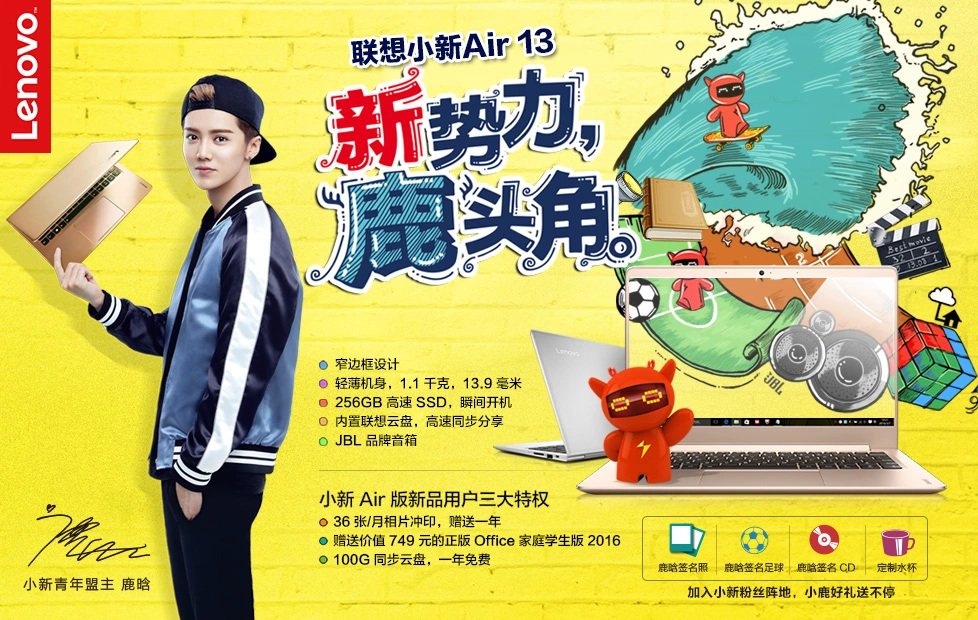 Lenovo
联想小新Air 13
新势力,
鹿头角。
Best movie
Lenovo
JBL
窄边框设计
轻薄机身，1.1 千克，13.9 毫米
256GB 高速 SSD，瞬间开机
内置联想云盘，高速同步分享
JBL 品牌音箱
小新 Air 版新品用户三大特权
36 张/月相片冲印，赠送一年
赠送价值 749 元的正版 Office 家庭学生版 2016
100G 同步云盘，一年免费
小新青年盟主 鹿晗
鹿晗签名照 鹿晗签名足球 鹿晗签名 CD 定制水杯
加入小新粉丝阵地，小鹿好礼送不停